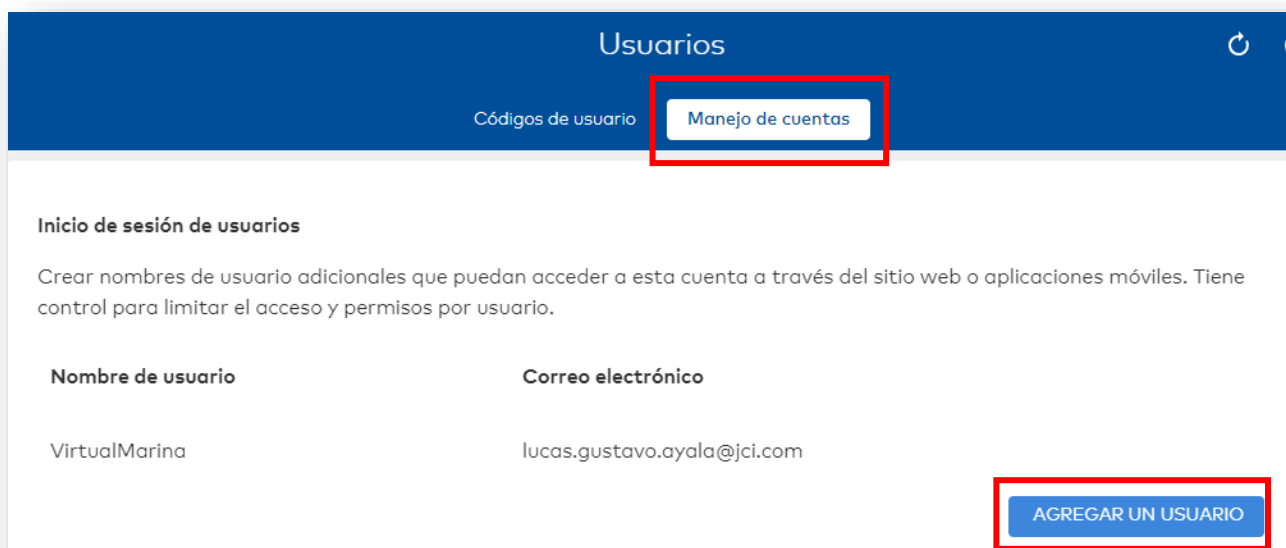 Usuarios
Códigos de usuario Manejo de cuentas
Inicio de sesión de usuarios
Crear nombres de usuario adicionales que puedan acceder a esta cuenta a través del sitio web o aplicaciones móviles. Tiene
control para limitar el acceso y permisos por usuario.
Nombre de usuario Correo electrónico
VirtualMarina lucas.gustavo.ayala@jci.com
AGREGAR UN USUARIO